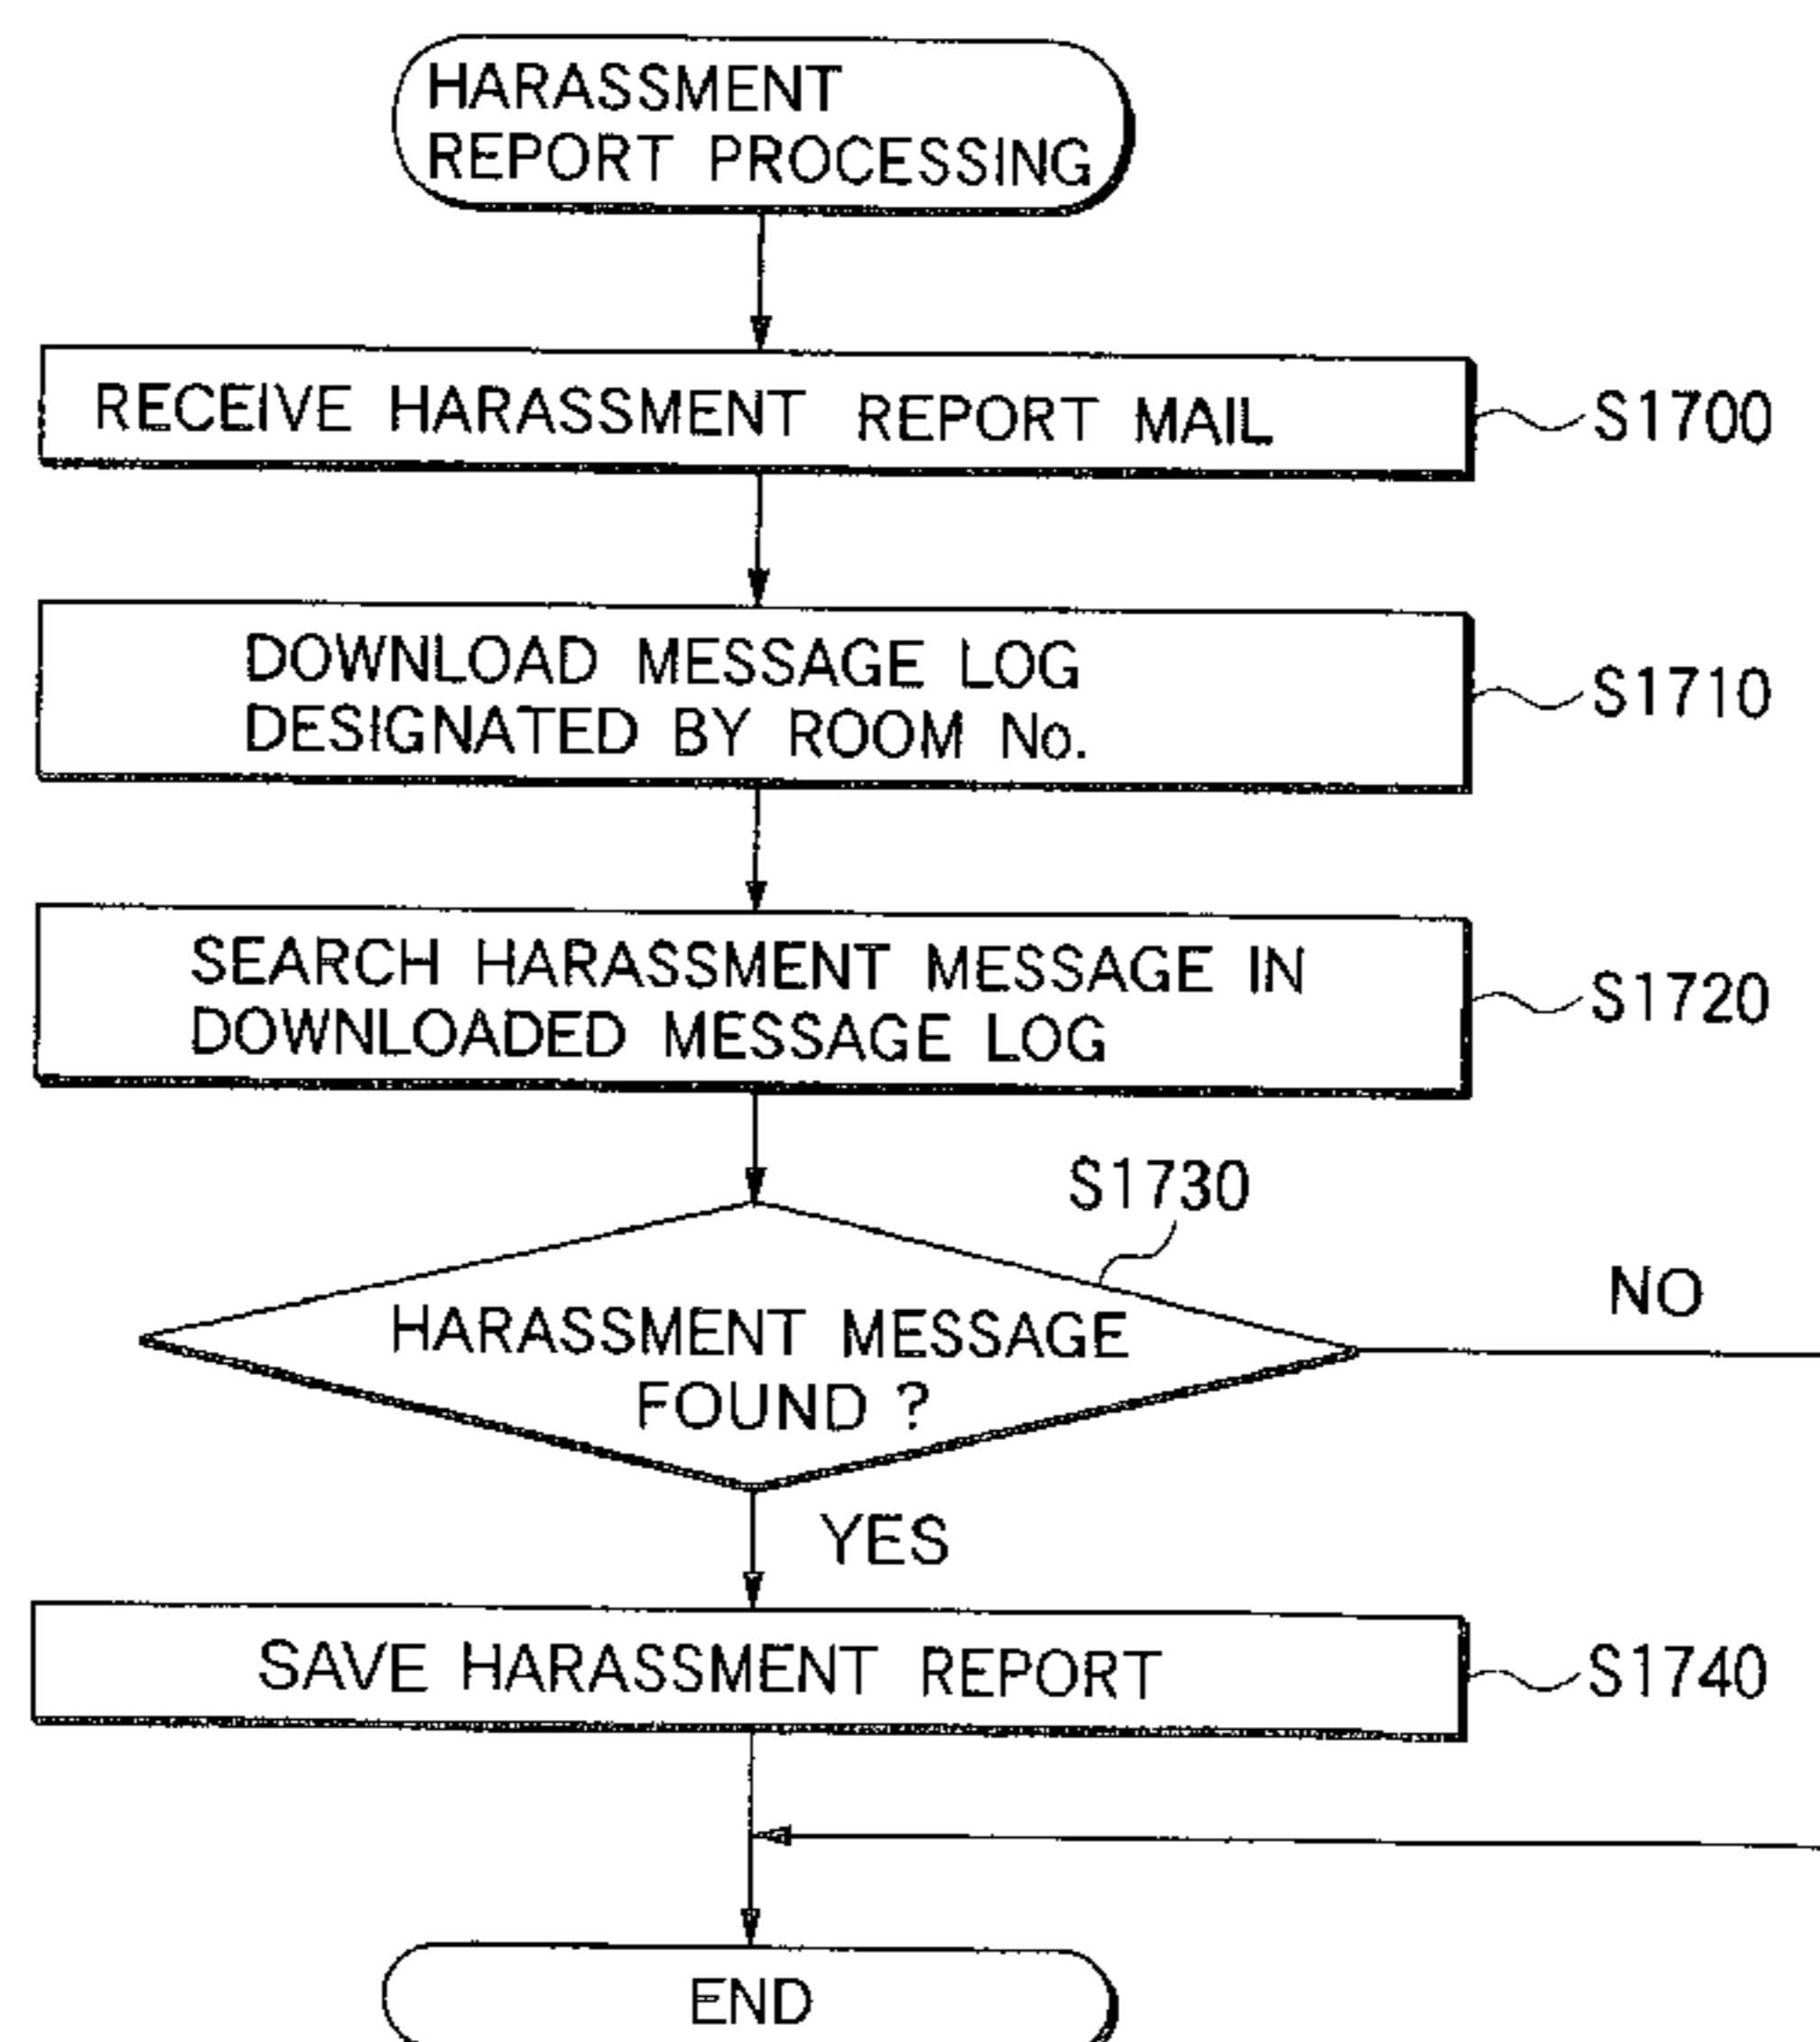 HARASSMENT
REPORT PROCESSING
RECEIVE HARASSMENT REPORT MAIL
S1700
DOWNLOAD MESSAGE LOG
DESIGNATED BY ROOM No.
S1710
SEARCH HARASSMENT MESSAGE IN
DOWNLOADED MESSAGE LOG
S1720
S1730
HARASSMENT MESSAGE
FOUND ?
NO
YES
SAVE HARASSMENT REPORT
S1740
END